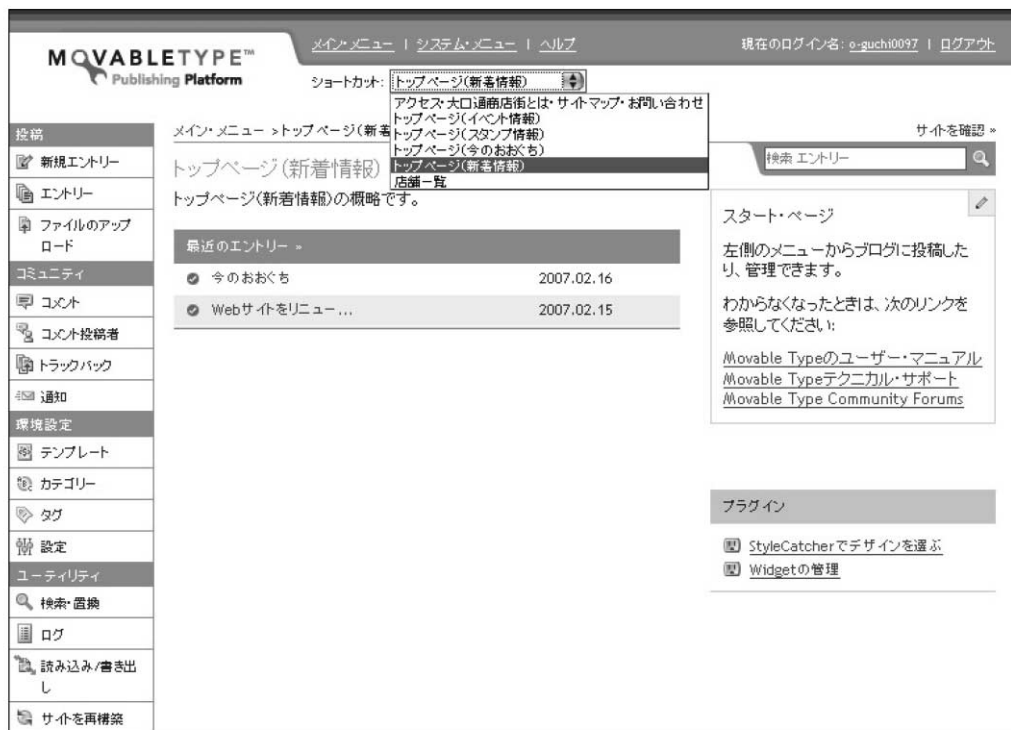 MOVABLETYPE™
Publishing Platform
メイン・メニュー | システム・メニュー | ヘルプ
現在のログイン名: o-guchi0097 | ログアウト
ショートカット: トップページ(新着情報)
アクセス・大口通商店街とは・サイトマップ・お問い合わせ
トップページ(イベント情報)
トップページ(スタンプ情報)
トップページ(今のおおぐち)
トップページ(新着情報)
店舗一覧
投稿
新規エントリー
エントリー
ファイルのアップ
ロード
コミュニティ
コメント
コメント投稿者
トラックバック
通知
環境設定
テンプレート
カテゴリー
タグ
設定
ユーティリティ
検索・置換
ログ
読み込み/書き出
し
サイトを再構築
メイン・メニュー >トップページ(新着
サイトを確認 »
トップページ(新着情報)
検索 エントリー
トップページ(新着情報)の概略です。
最近のエントリー »
今のおおぐち 2007.02.16
Webサイトをリニュー... 2007.02.15
スタート・ページ
左側のメニューからブログに投稿した
り、管理できます。
わからなくなったときは、次のリンクを
参照してください:
Movable Typeのユーザー・マニュアル
Movable Typeテクニカル・サポート
Movable Type Community Forums
プラグイン
StyleCatcherでデザインを選ぶ
Widgetの管理